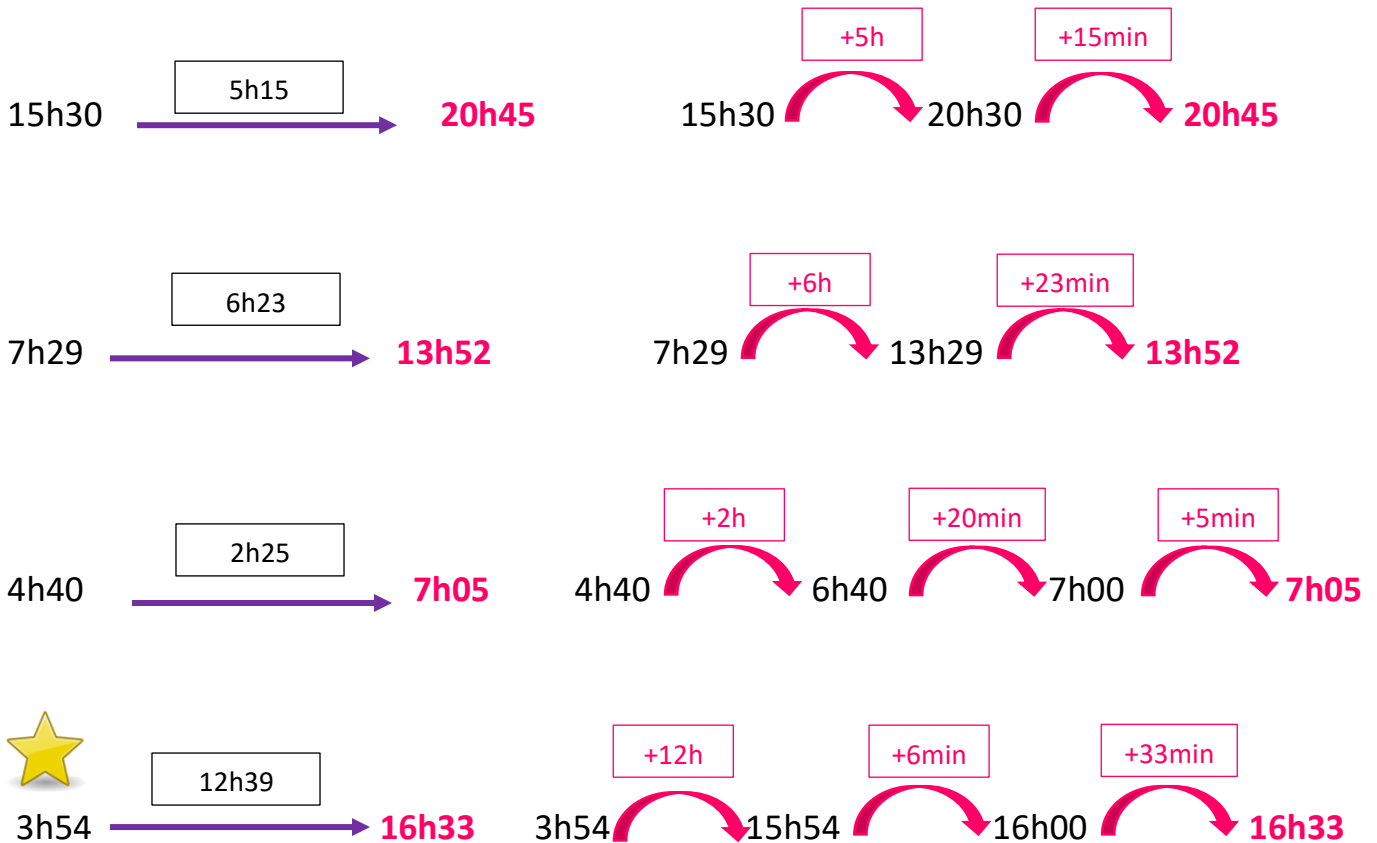 +5h +15min
5h15
15h30 20h45 15h30 20h30 20h45
+6h +23min
6h23
7h29 13h52 7h29 13h29 13h52
+2h +20min +5min
2h25
4h40 7h05 4h40 6h40 7h00 7h05
+12h +6min +33min
12h39
3h54 16h33 3h54 15h54 16h00 16h33